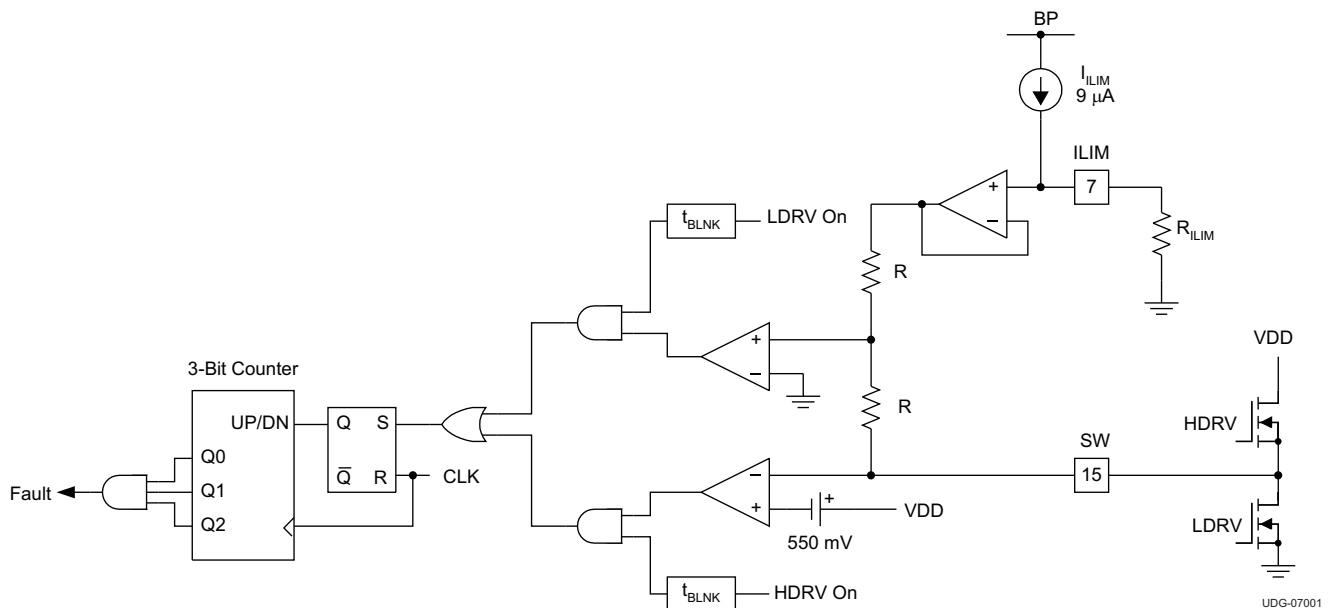 BP
I_ILIM
9 μA
ILIM
7
+
−
R_ILIM
t_BLNK
LDRV On
R
+
−
R
VDD
HDRV
SW
15
LDRV
3-Bit Counter
UP/DN
Q
S
Q̅
R
CLK
Q0
Q1
Q2
Fault
−
+
+
VDD
550 mV
t_BLNK
HDRV On
UDG-07001